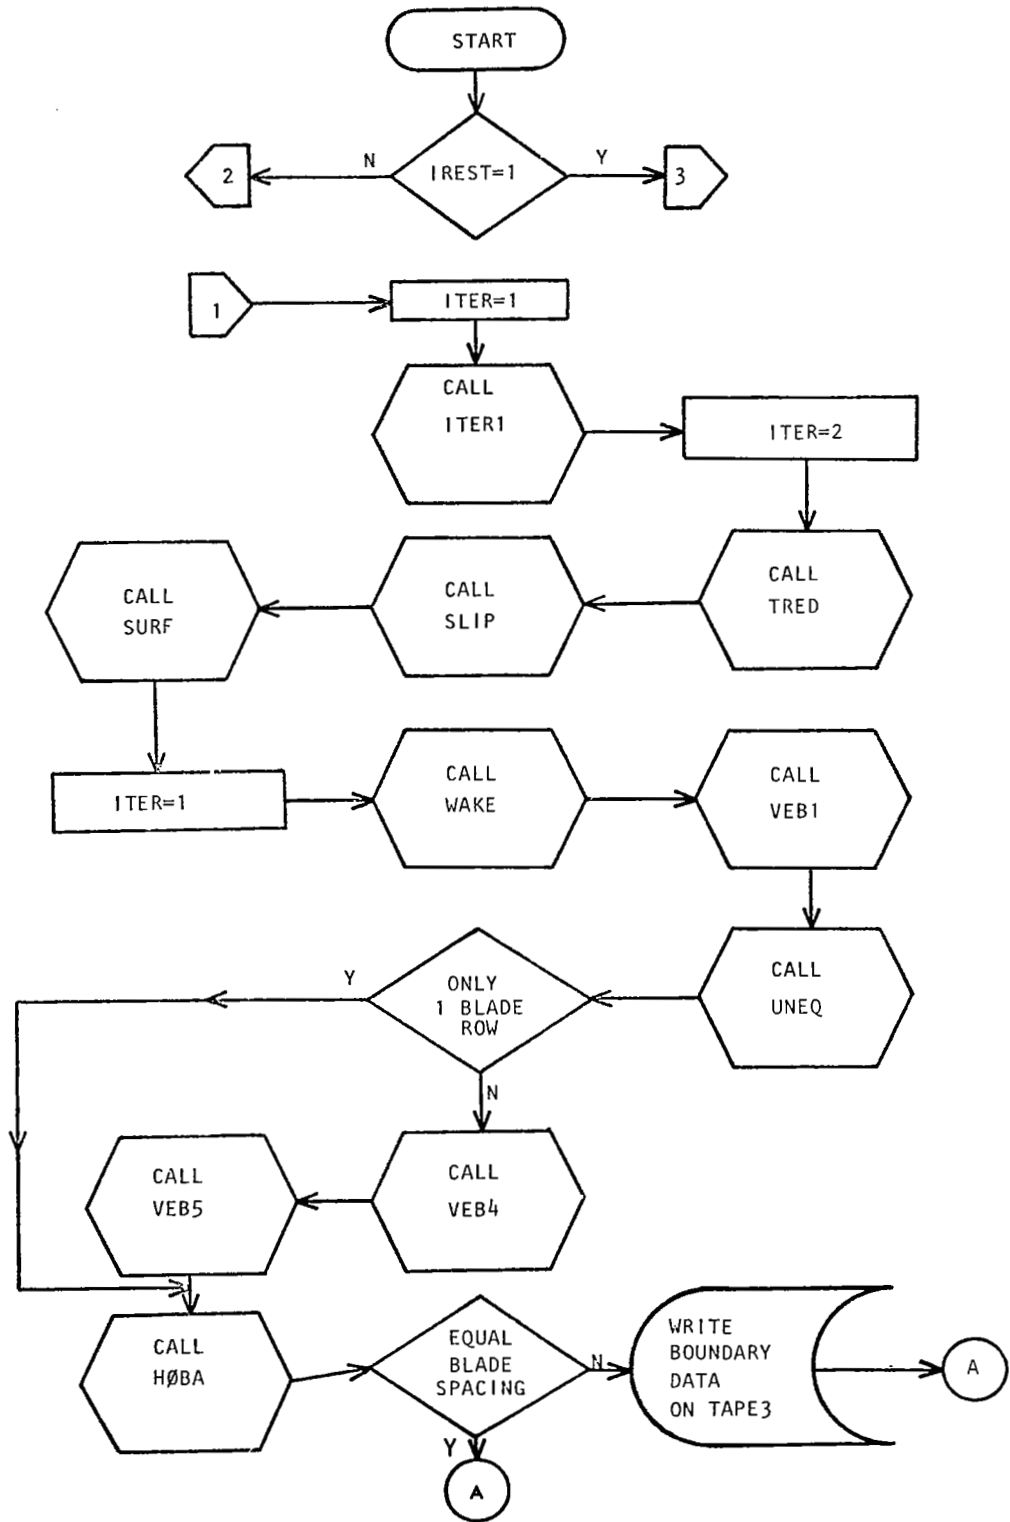 START
N
IREST=1
Y
2
3
1
ITER=1
CALL
ITER1
ITER=2
CALL
SURF
CALL
SLIP
CALL
TRED
ITER=1
CALL
WAKE
CALL
VEB1
Y
ONLY
1 BLADE
ROW
CALL
UNEQ
N
CALL
VEB5
CALL
VEB4
CALL
HØBA
EQUAL
BLADE
SPACING
N
WRITE
BOUNDARY
DATA
ON TAPE3
A
Y
A